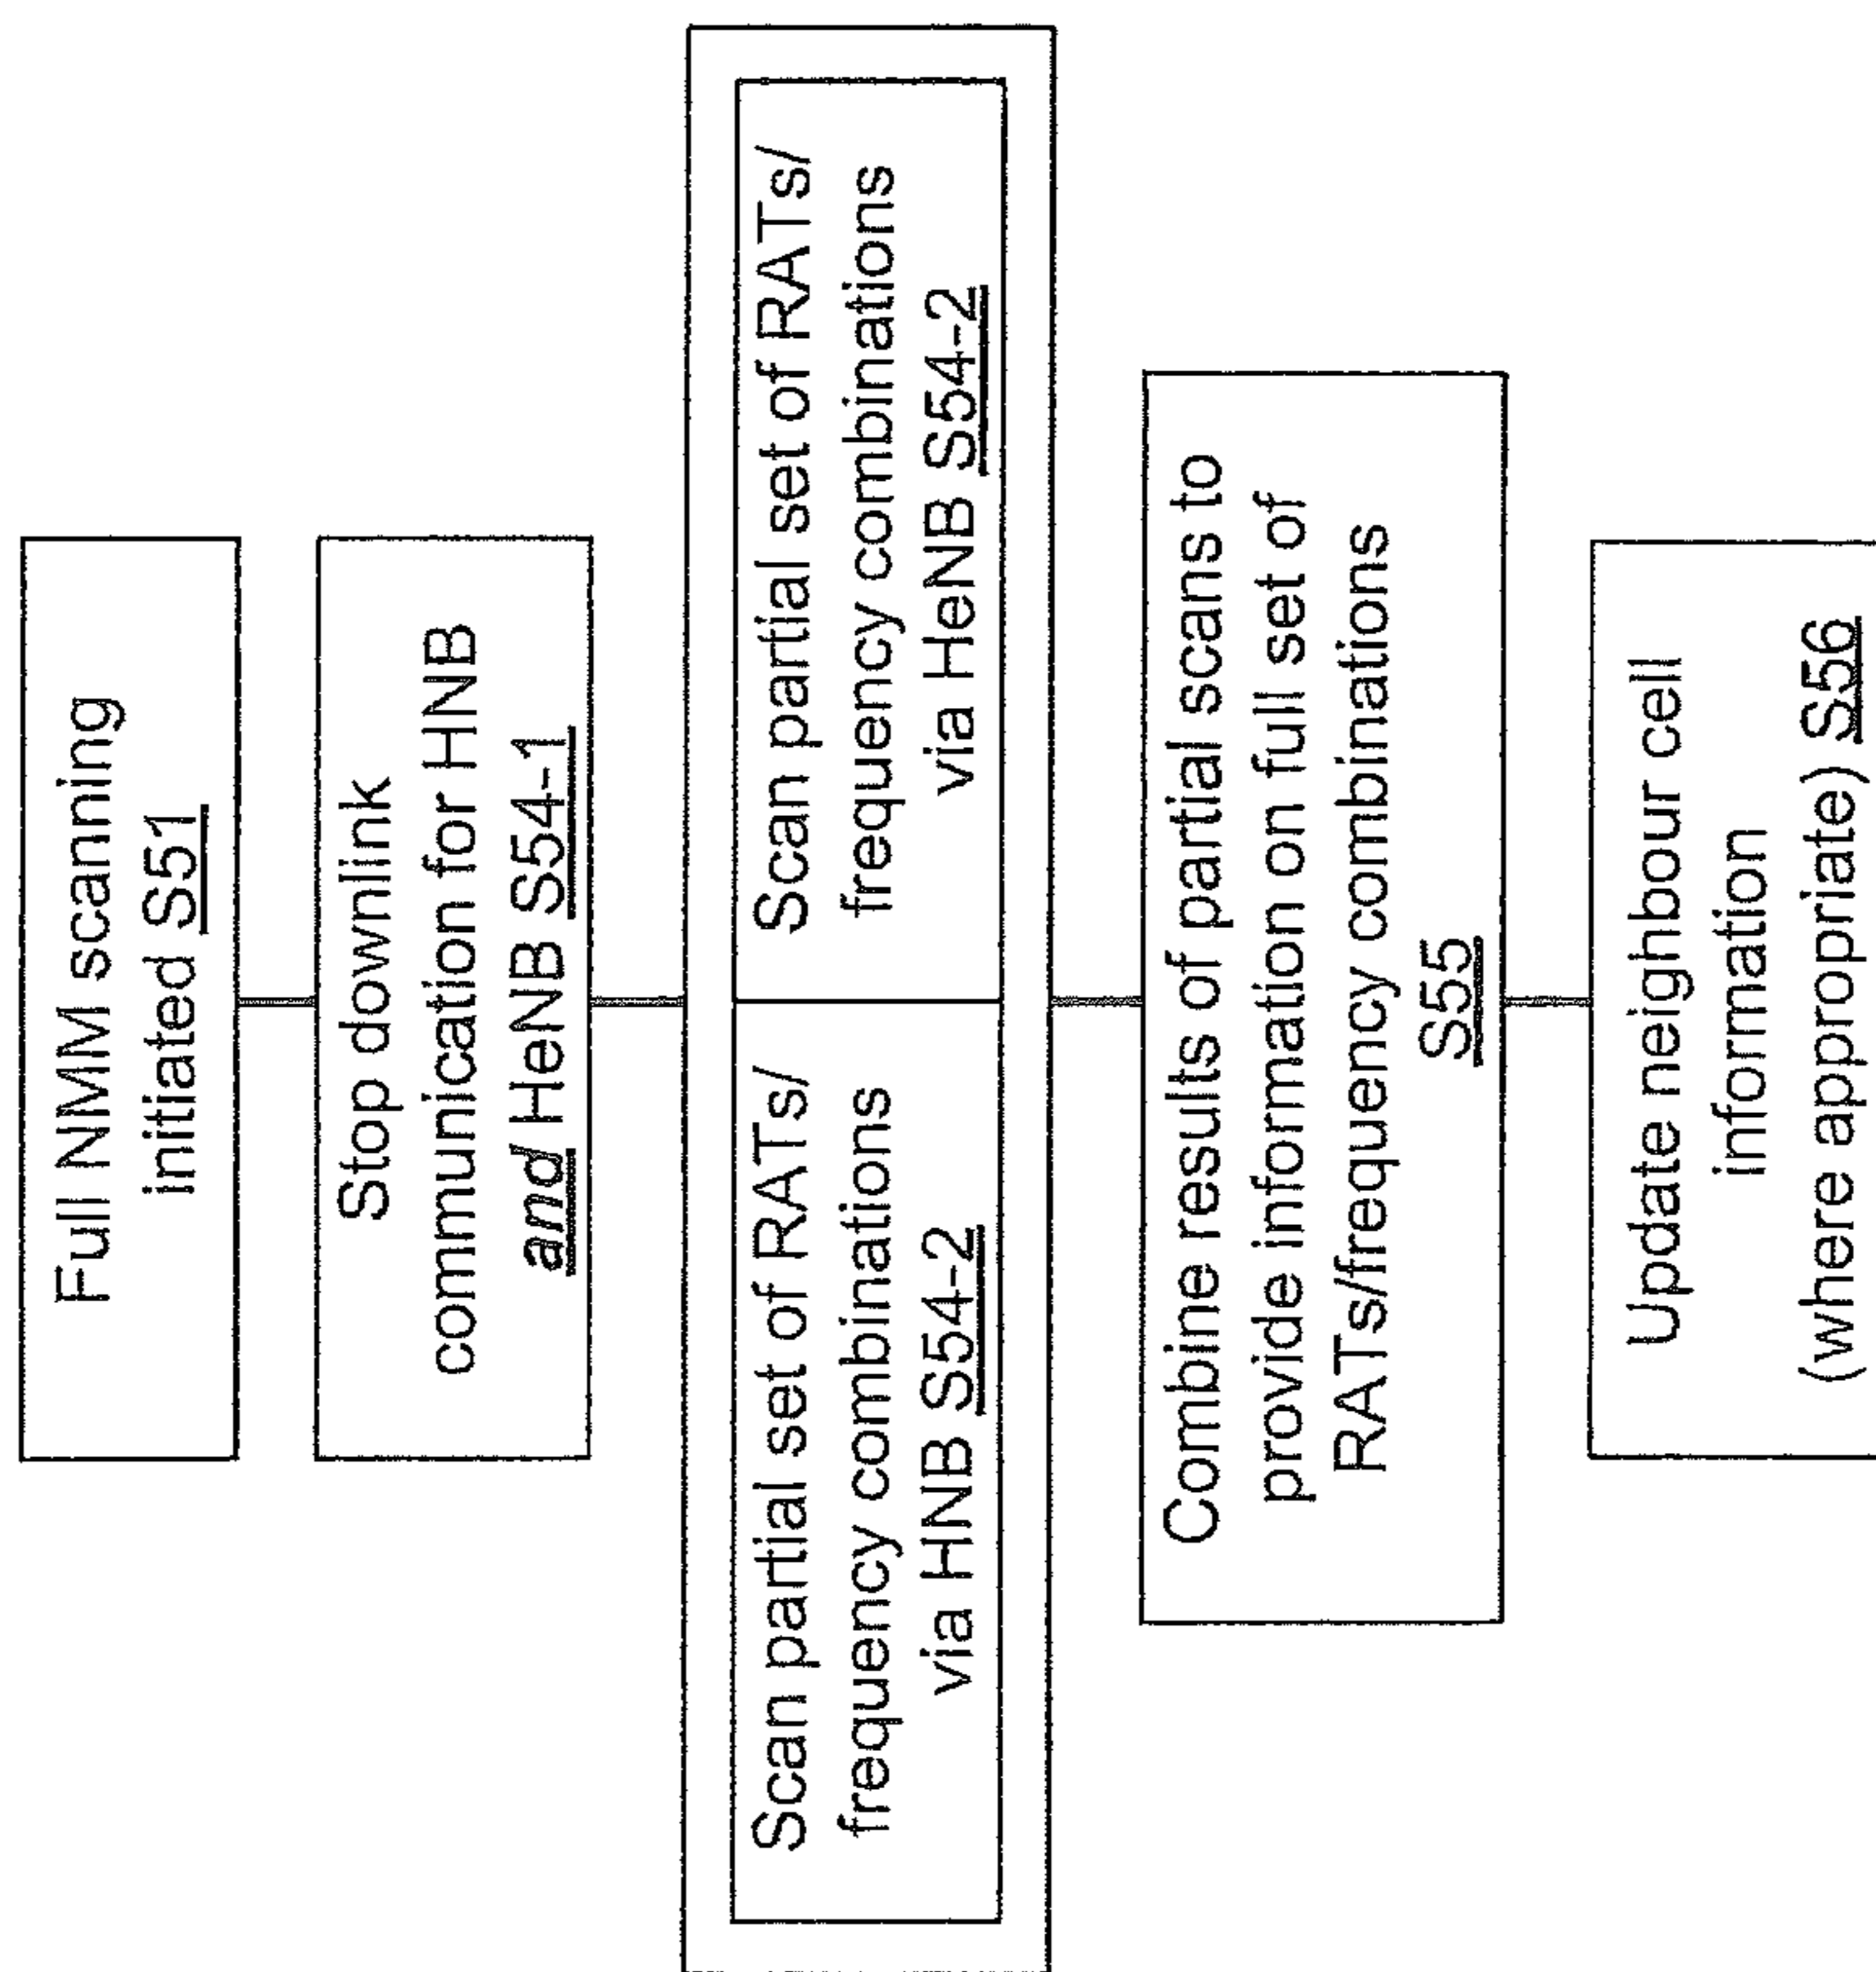 Full NMM scanning
initiated S51
Stop downlink
communication for HNB
and HeNB S54-1
Scan partial set of RATs/
frequency combinations
via HNB S54-2
Scan partial set of RATs/
frequency combinations
via HeNB S54-2
Combine results of partial scans to
provide information on full set of
RATs/frequency combinations
S55
Update neighbour cell
information
(where appropriate) S56